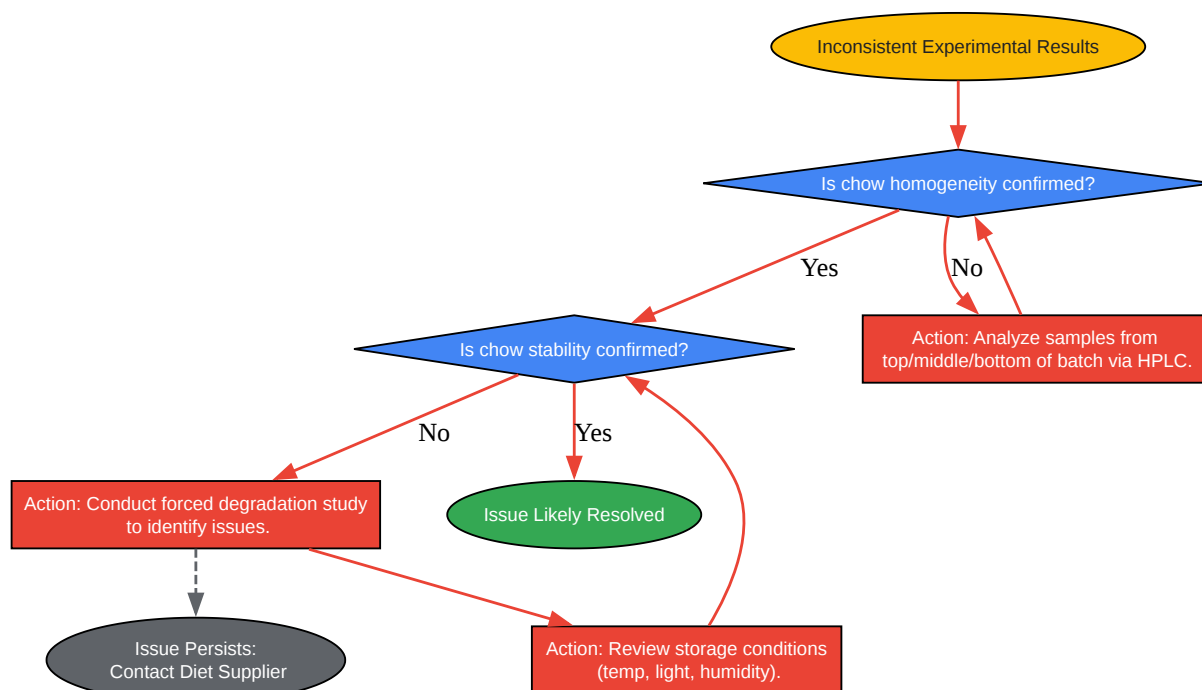 Inconsistent Experimental Results
Is chow homogeneity confirmed?
Yes
No
Action: Analyze samples from
top/middle/bottom of batch via HPLC.
Is chow stability confirmed?
No
Yes
Action: Conduct forced degradation study
to identify issues.
Issue Likely Resolved
Issue Persists:
Contact Diet Supplier
Action: Review storage conditions
(temp, light, humidity).